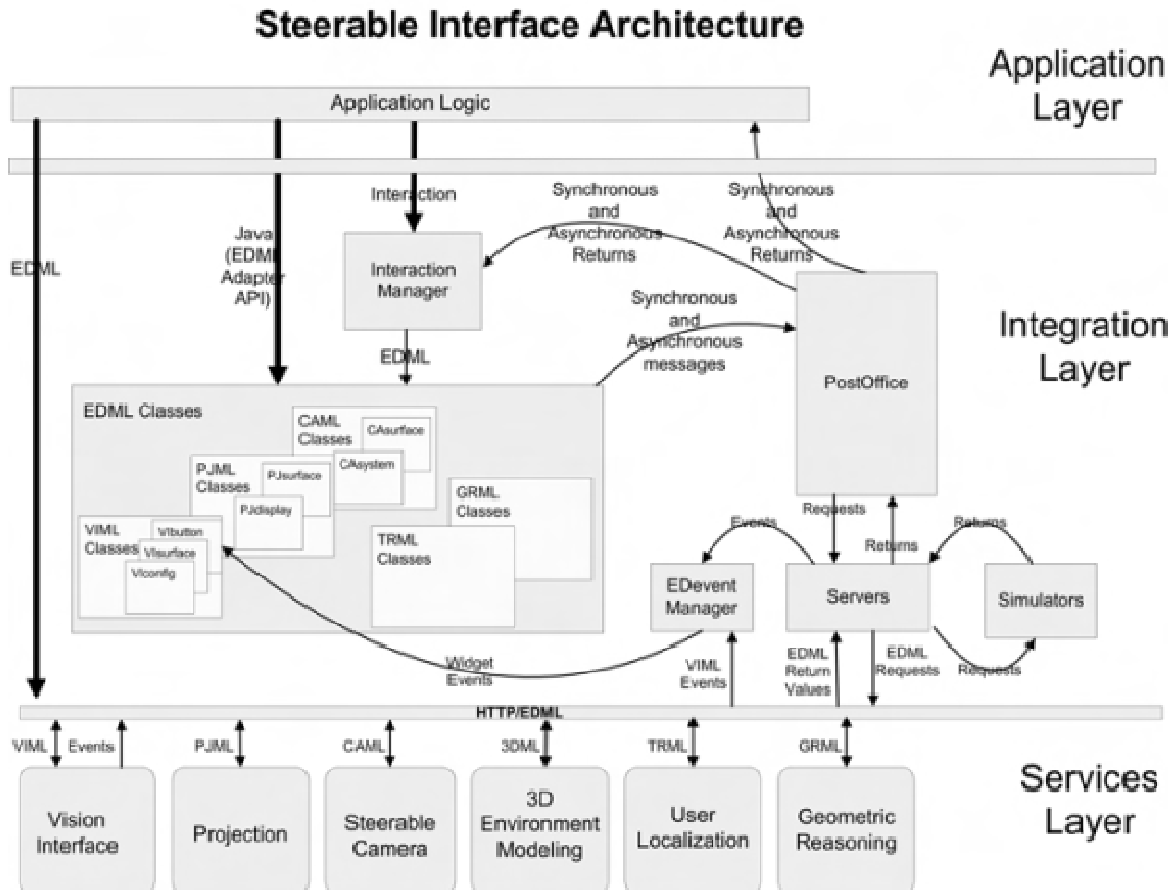 Steerable Interface Architecture
Application
Layer
Application Logic
Interaction
Synchronous
and
Asynchronous
Returns
Synchronous
and
Asynchronous
Returns
EDML
Java
(EDML
Adapter
API)
Interaction
Manager
Synchronous
and
Asynchronous
messages
Integration
Layer
PostOffice
EDML
EDML Classes
CAML
Classes
CAsurface
CAsystem
PJML
Classes
PJsurface
PJdisplay
GRML
Classes
VIML
Classes
VIbutton
VIsurface
VIconfig
TRML
Classes
Events
Requests
Returns
Returns
EDevent
Manager
Servers
Simulators
Widget
Events
VIML
Events
EDML
Return
Values
EDML
Requests
Requests
HTTP/EDML
VIML
Events
PJML
CAML
3DML
TRML
GRML
Services
Layer
Vision
Interface
Projection
Steerable
Camera
3D
Environment
Modeling
User
Localization
Geometric
Reasoning